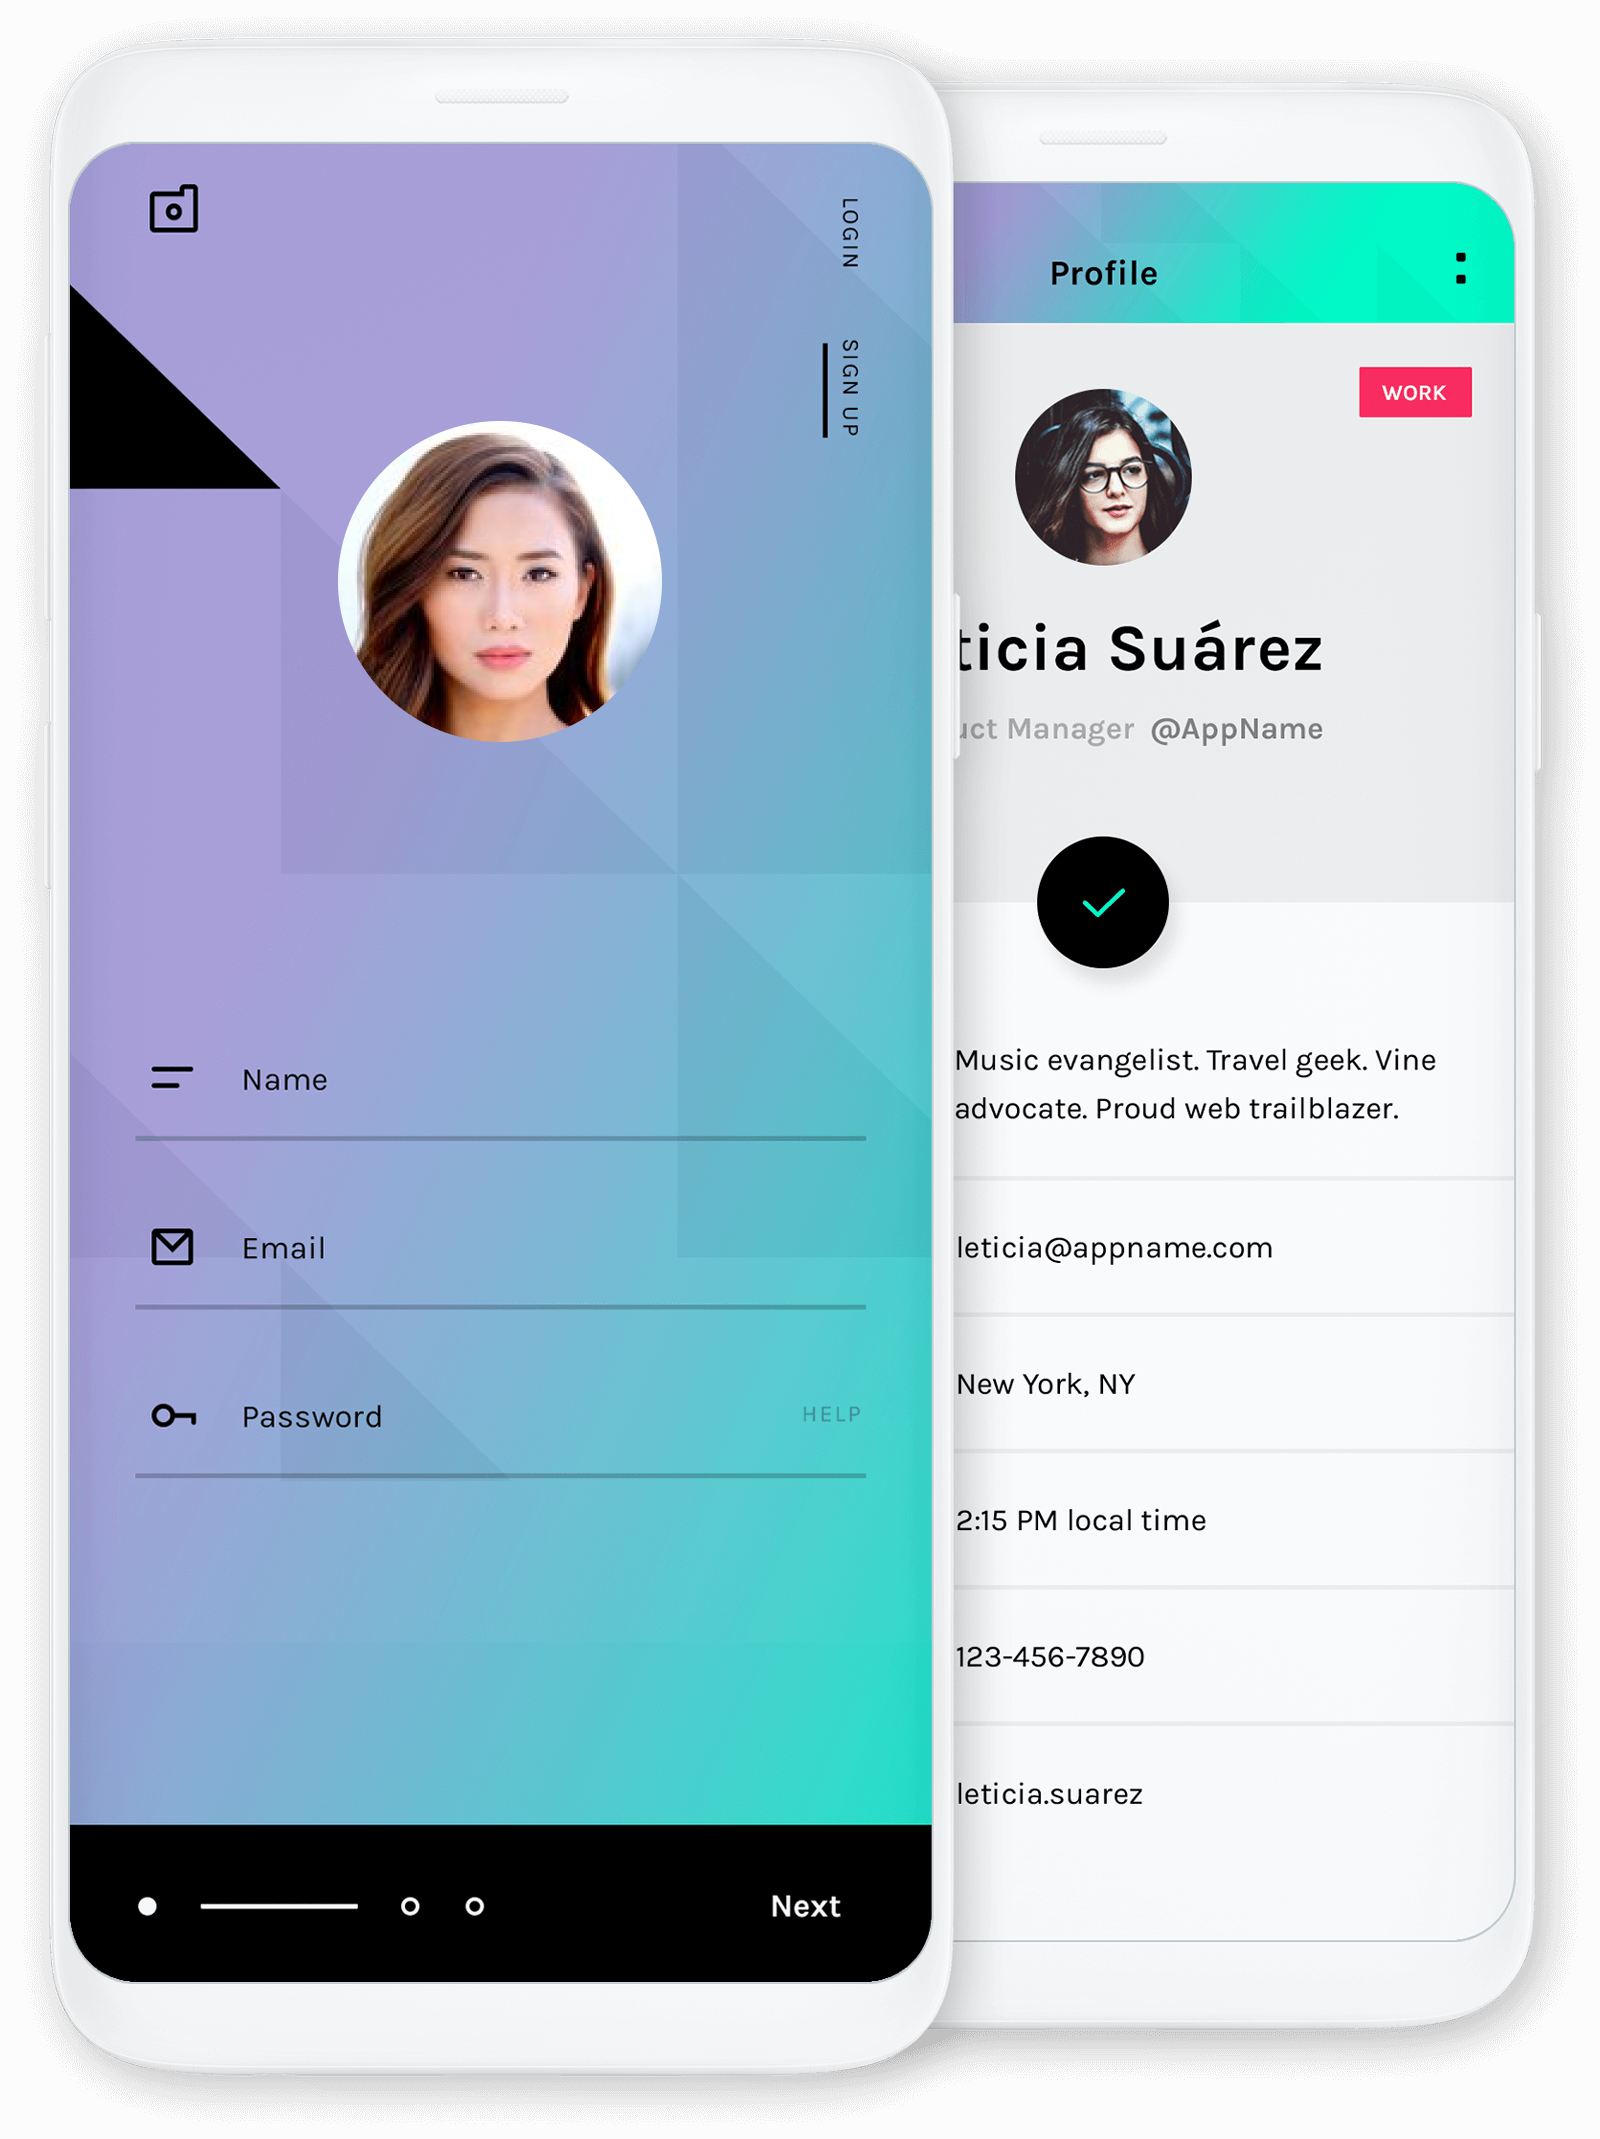 LOGIN
SIGN UP
Name
Email
Password
HELP
Next
Profile
WORK
ticia Suárez
uct Manager @AppName
Music evangelist. Travel geek. Vine
advocate. Proud web trailblazer.
leticia@appname.com
New York, NY
2:15 PM local time
123-456-7890
leticia.suarez